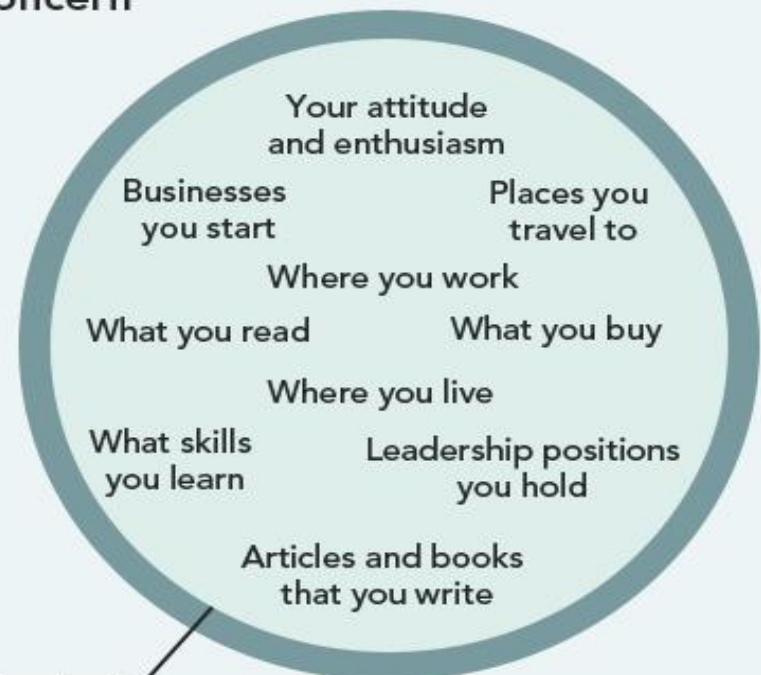 Your attitude
and enthusiasm
Businesses
you start
Places you
travel to
Where you work
What you read
What you buy
Where you live
What skills
you learn
Leadership positions
you hold
Articles and books
that you write